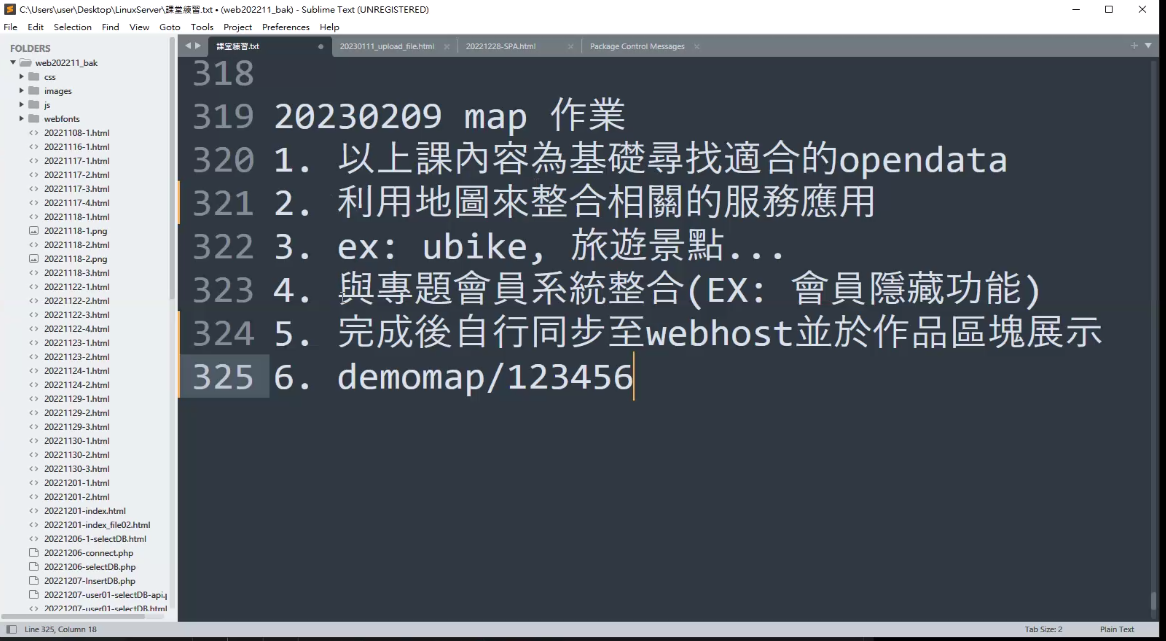 C:\Users\user\Desktop\LinuxServer\課堂練習.txt • (web202211_bak) - Sublime Text (UNREGISTERED)
File Edit Selection Find View Goto Tools Project Preferences Help
FOLDERS
web202211_bak
css
images
js
webfonts
20221108-1.html
20221116-1.html
20221117-1.html
20221117-2.html
20221117-3.html
20221117-4.html
20221118-1.html
20221118-1.png
20221118-2.html
20221118-2.png
20221118-3.html
20221122-1.html
20221122-2.html
20221122-3.html
20221122-4.html
20221123-1.html
20221123-2.html
20221124-1.html
20221124-2.html
20221129-1.html
20221129-2.html
20221129-3.html
20221130-1.html
20221130-2.html
20221130-3.html
20221201-1.html
20221201-2.html
20221201-index.html
20221201-index_file02.html
20221206-1-selectDB.html
20221206-connect.php
20221206-selectDB.php
20221207-InsertDB.php
20221207-user01-selectDB-api.p
20221207-user01-selectDB.html
課堂練習.txt 20230111_upload_file.html 20221228-SPA.html Package Control Messages
318
319 20230209 map 作業
320 1. 以上課內容為基礎尋找適合的opendata
321 2. 利用地圖來整合相關的服務應用
322 3. ex: ubike, 旅遊景點...
323 4. 與專題會員系統整合(EX: 會員隱藏功能)
324 5. 完成後自行同步至webhost並於作品區塊展示
325 6. demomap/123456
Line 325, Column 18 Tab Size: 2 Plain Text